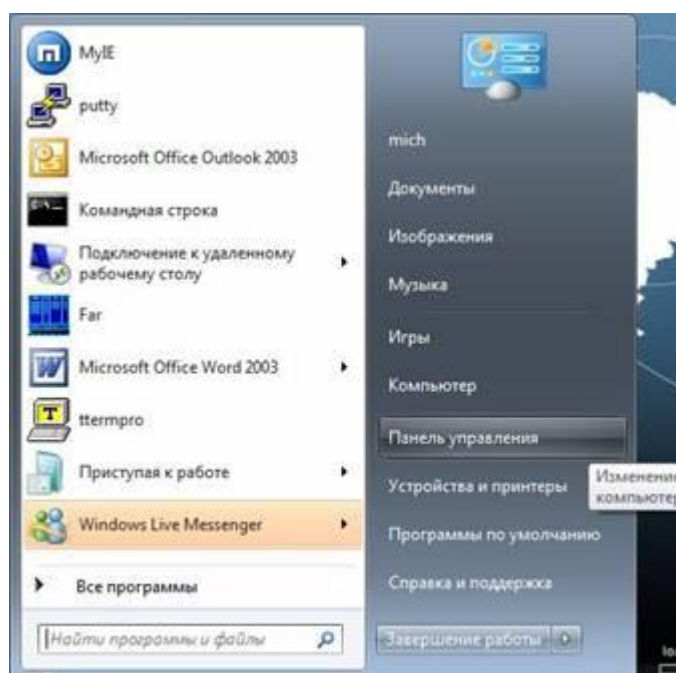 MyIE
putty
Microsoft Office Outlook 2003
Командная строка
Подключение к удаленному
рабочему столу
Far
Microsoft Office Word 2003
ttermpro
Приступая к работе
Windows Live Messenger
Все программы
Найти программы и файлы
mich
Документы
Изображения
Музыка
Игры
Компьютер
Панель управления
Устройства и принтеры
Программы по умолчанию
Справка и поддержка
Завершение работы
Изменение
компьютер